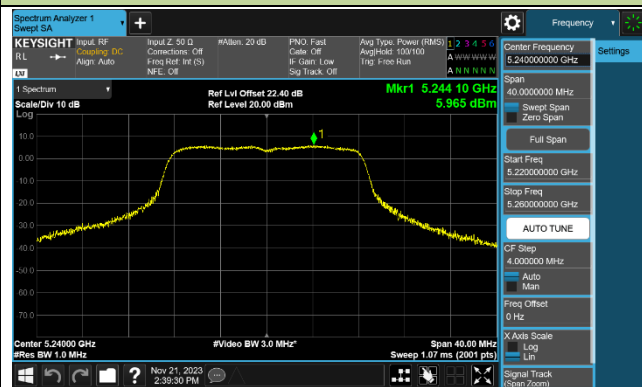 Spectrum Analyzer 1
Swept SA
+
Frequency
KEYSIGHT
RL
LXI
Input: RF
Coupling: DC
Align: Auto
Input Z: 50 Ω
Corrections: Off
Freq Ref: Int (S)
NFE: Off
#Atten: 20 dB
PNO: Fast
Gate: Off
IF Gain: Low
Sig Track: Off
Avg Type: Power (RMS)
Avg|Hold: 100/100
Trig: Free Run
1 2 3 4 5 6
A W W W W W
A N N N N N
1 Spectrum
Scale/Div 10 dB
Log
Ref Lvl Offset 22.40 dB
Ref Level 20.00 dBm
Mkr1 5.244 10 GHz
5.965 dBm
10.0
0.00
-10.0
-20.0
-30.0
-40.0
-50.0
-60.0
-70.0
1
Center 5.24000 GHz
#Res BW 1.0 MHz
#Video BW 3.0 MHz*
Span 40.00 MHz
Sweep 1.07 ms (2001 pts)
Center Frequency
5.240000000 GHz
Settings
Span
40.0000000 MHz
Swept Span
Zero Span
Full Span
Start Freq
5.220000000 GHz
Stop Freq
5.260000000 GHz
AUTO TUNE
CF Step
4.000000 MHz
Auto
Man
Freq Offset
0 Hz
X Axis Scale
Log
Lin
Signal Track
(Span Zoom)
?
Nov 21, 2023
2:39:30 PM